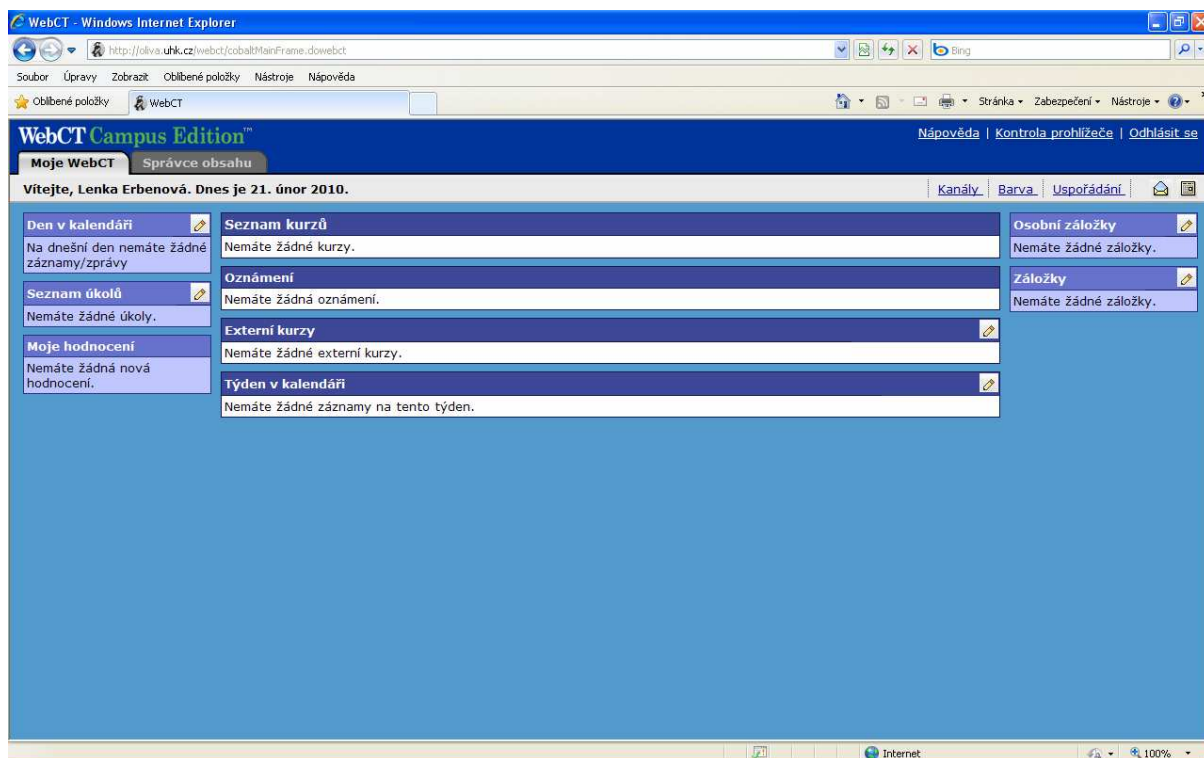 WebCT - Windows Internet Explorer
http://oliva.uhk.cz/webct/cobaltMainFrame.dowebct
Bing
Soubor Úpravy Zobrazit Oblíbené položky Nástroje Nápověda
Oblíbené položky WebCT Stránka Zabezpečení Nástroje
WebCT Campus Edition™ Nápověda | Kontrola prohlížeče | Odhlásit se
Moje WebCT Správce obsahu
Vítejte, Lenka Erbenová. Dnes je 21. únor 2010. Kanály Barva Uspořádání
Den v kalendáři
Na dnešní den nemáte žádné
záznamy/zprávy
Seznam úkolů
Nemáte žádné úkoly.
Moje hodnocení
Nemáte žádná nová
hodnocení.
Seznam kurzů
Nemáte žádné kurzy.
Oznámení
Nemáte žádná oznámení.
Externí kurzy
Nemáte žádné externí kurzy.
Týden v kalendáři
Nemáte žádné záznamy na tento týden.
Osobní záložky
Nemáte žádné záložky.
Záložky
Nemáte žádné záložky.
Internet 100%